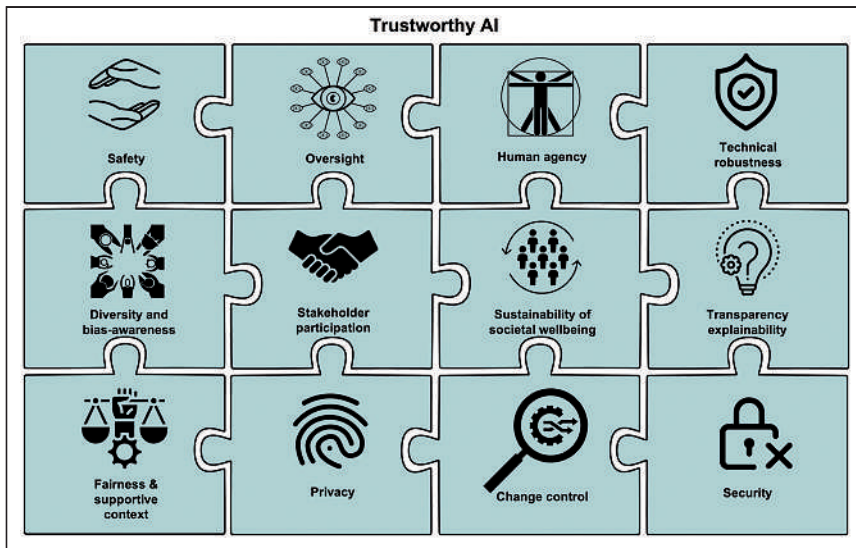 Trustworthy AI
Safety
Oversight
Human agency
Technical
robustness
Diversity and
bias-awareness
Stakeholder
participation
Sustainability of
societal wellbeing
Transparency
explainability
Fairness &
supportive
context
Privacy
Change control
Security